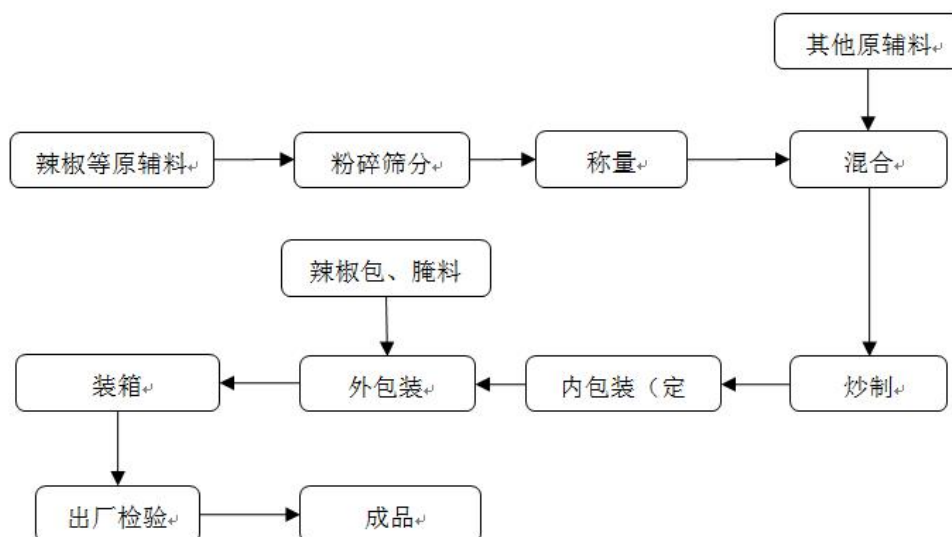 其他原辅料
辣椒等原辅料
粉碎筛分
称量
混合
辣椒包、腌料
装箱
外包装
内包装（定
炒制
出厂检验
成品